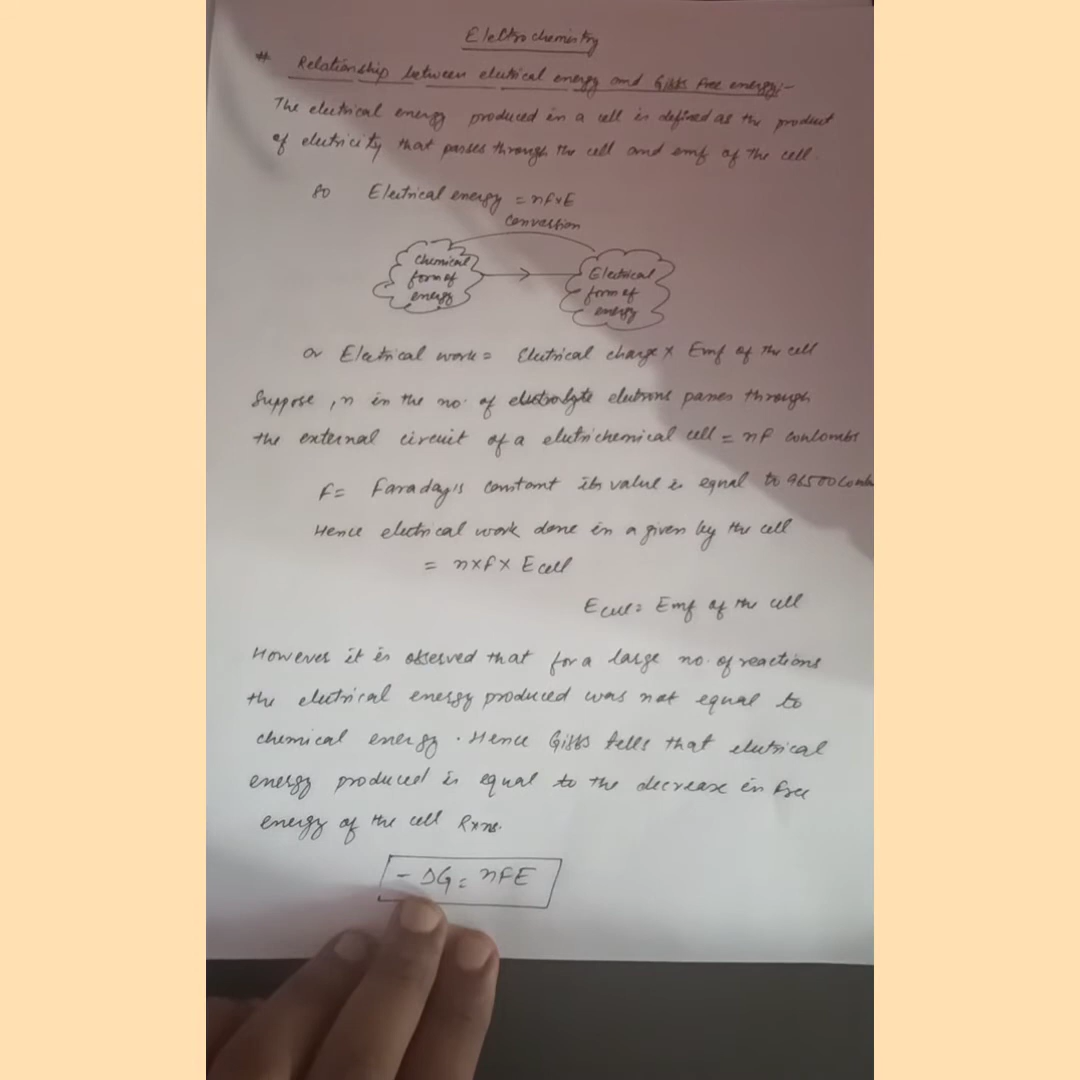 Electrochemistry
# Relationship between electrical energy and Gibbs free energy:-
The electrical energy produced in a cell is defined as the product
of electricity that passes through the cell and emf of the cell.
so Electrical energy = nf×E
Convertion
Chemical
form of
energy
Electrical
form of
energy
or Electrical work = Electrical charge × Emf of the cell
Suppose, n in the no. of electrolyte electrons passes through
the external circuit of a eletrichemical cell = nf coulombs
F= Faraday's constant its value is equal to 96500 Coulo
Hence electrical work done in a given by the cell
= n×f× Ecell
Ecell = Emf of the cell
However it is observed that for a large no. of reactions
the electrical energy produced was not equal to
chemical energy. Hence Gibbs tells that electrical
energy produced is equal to the decrease in free
energy of the cell Rxns.
-ΔG = nFE